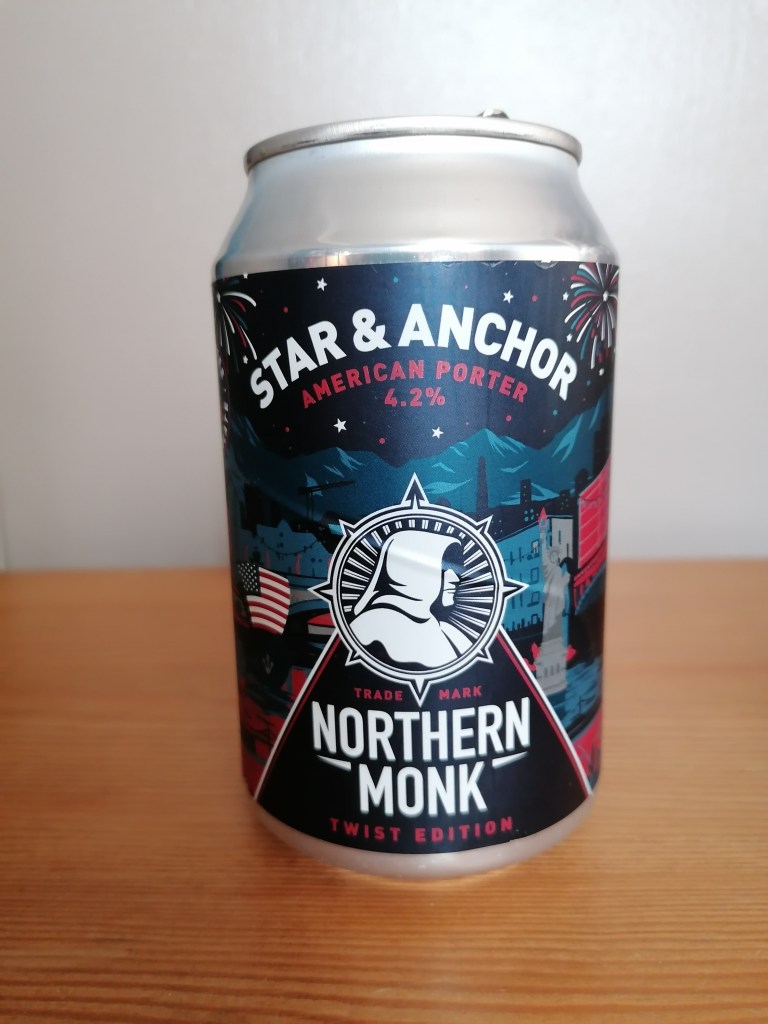 STAR & ANCHOR
AMERICAN PORTER
4.2%
TRADE MARK
NORTHERN
MONK
TWIST EDITION